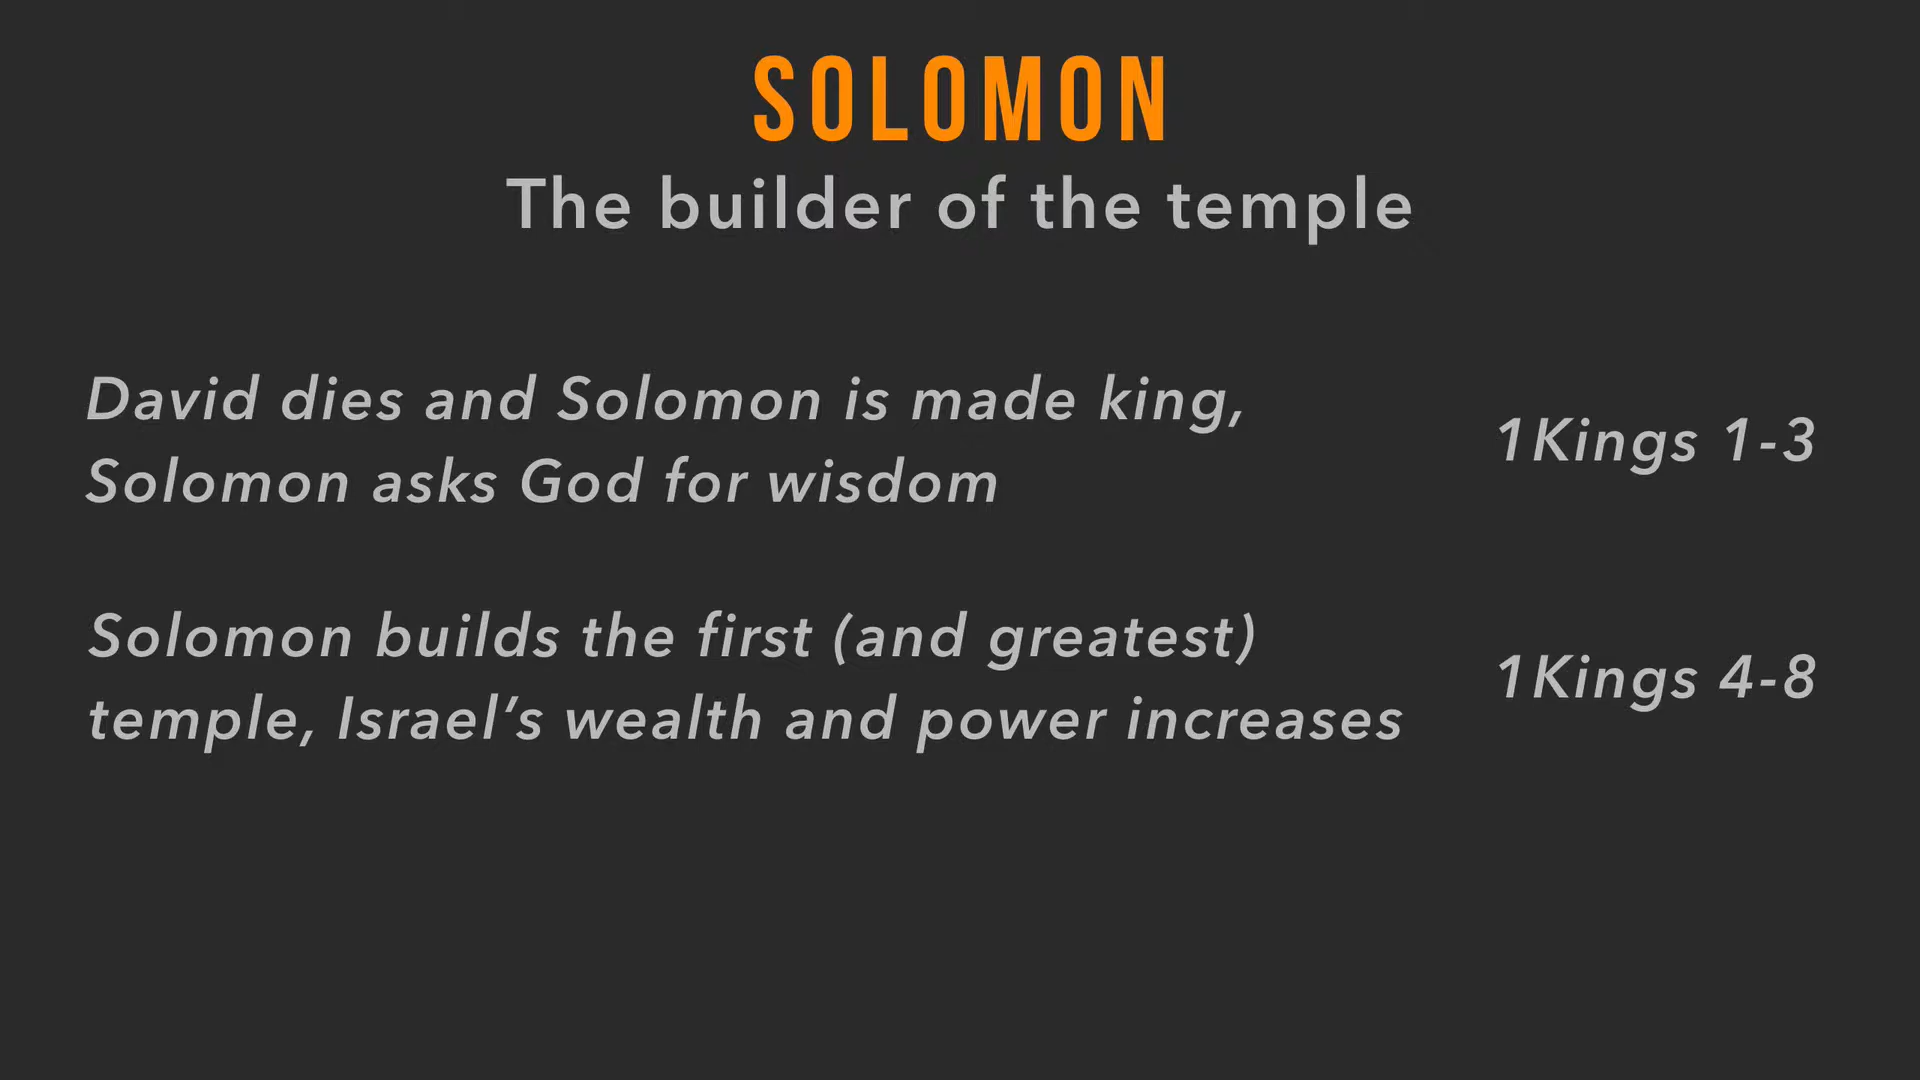 SOLOMON
The builder of the temple
David dies and Solomon is made king,
Solomon asks God for wisdom
1Kings 1-3
Solomon builds the first (and greatest)
temple, Israel’s wealth and power increases
1Kings 4-8